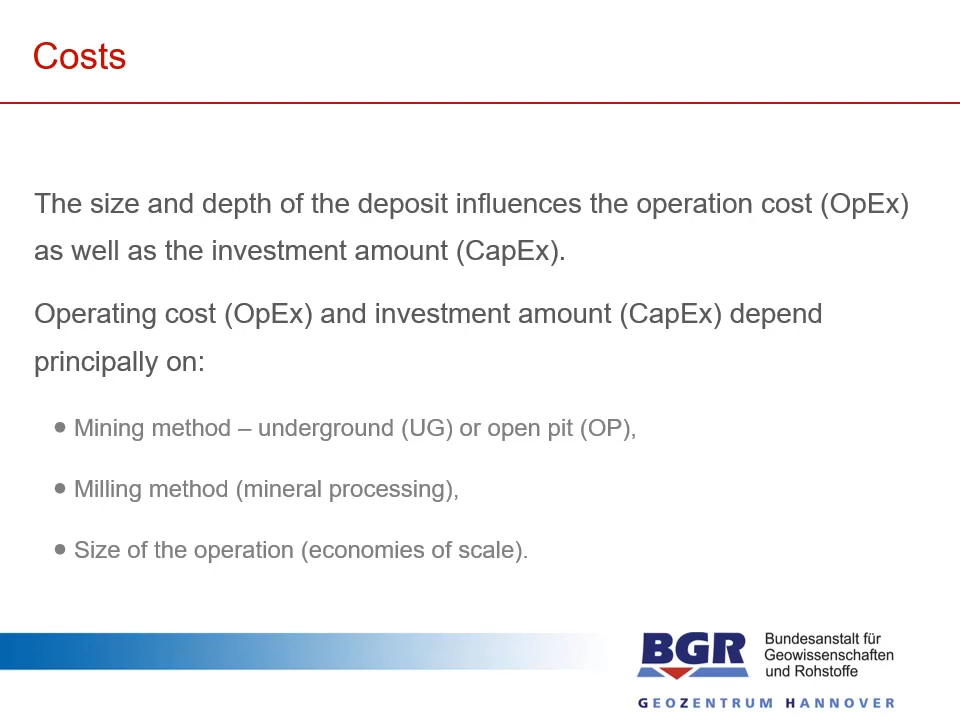 Costs
The size and depth of the deposit influences the operation cost (OpEx)
as well as the investment amount (CapEx).
Operating cost (OpEx) and investment amount (CapEx) depend
principally on:
● Mining method – underground (UG) or open pit (OP),
● Milling method (mineral processing),
● Size of the operation (economies of scale).
BGR
Bundesanstalt für
Geowissenschaften
und Rohstoffe
GEOZENTRUM HANNOVER